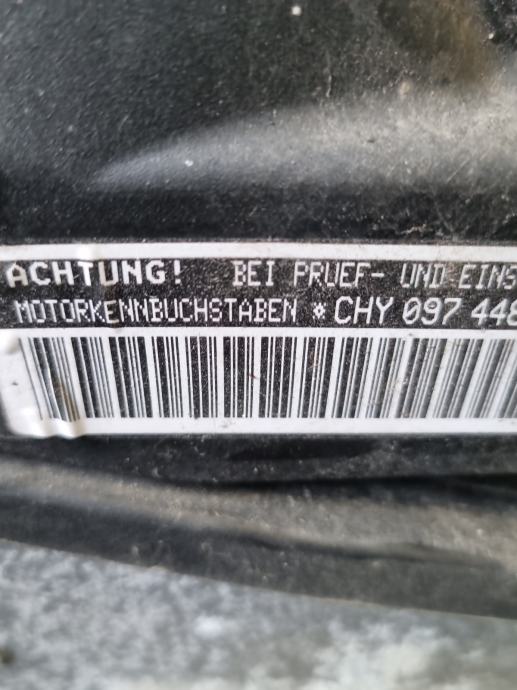 ACHTUNG! BEI PRUEF- UND EINS
MOTORKENNBUCHSTABEN * CHY 097 448